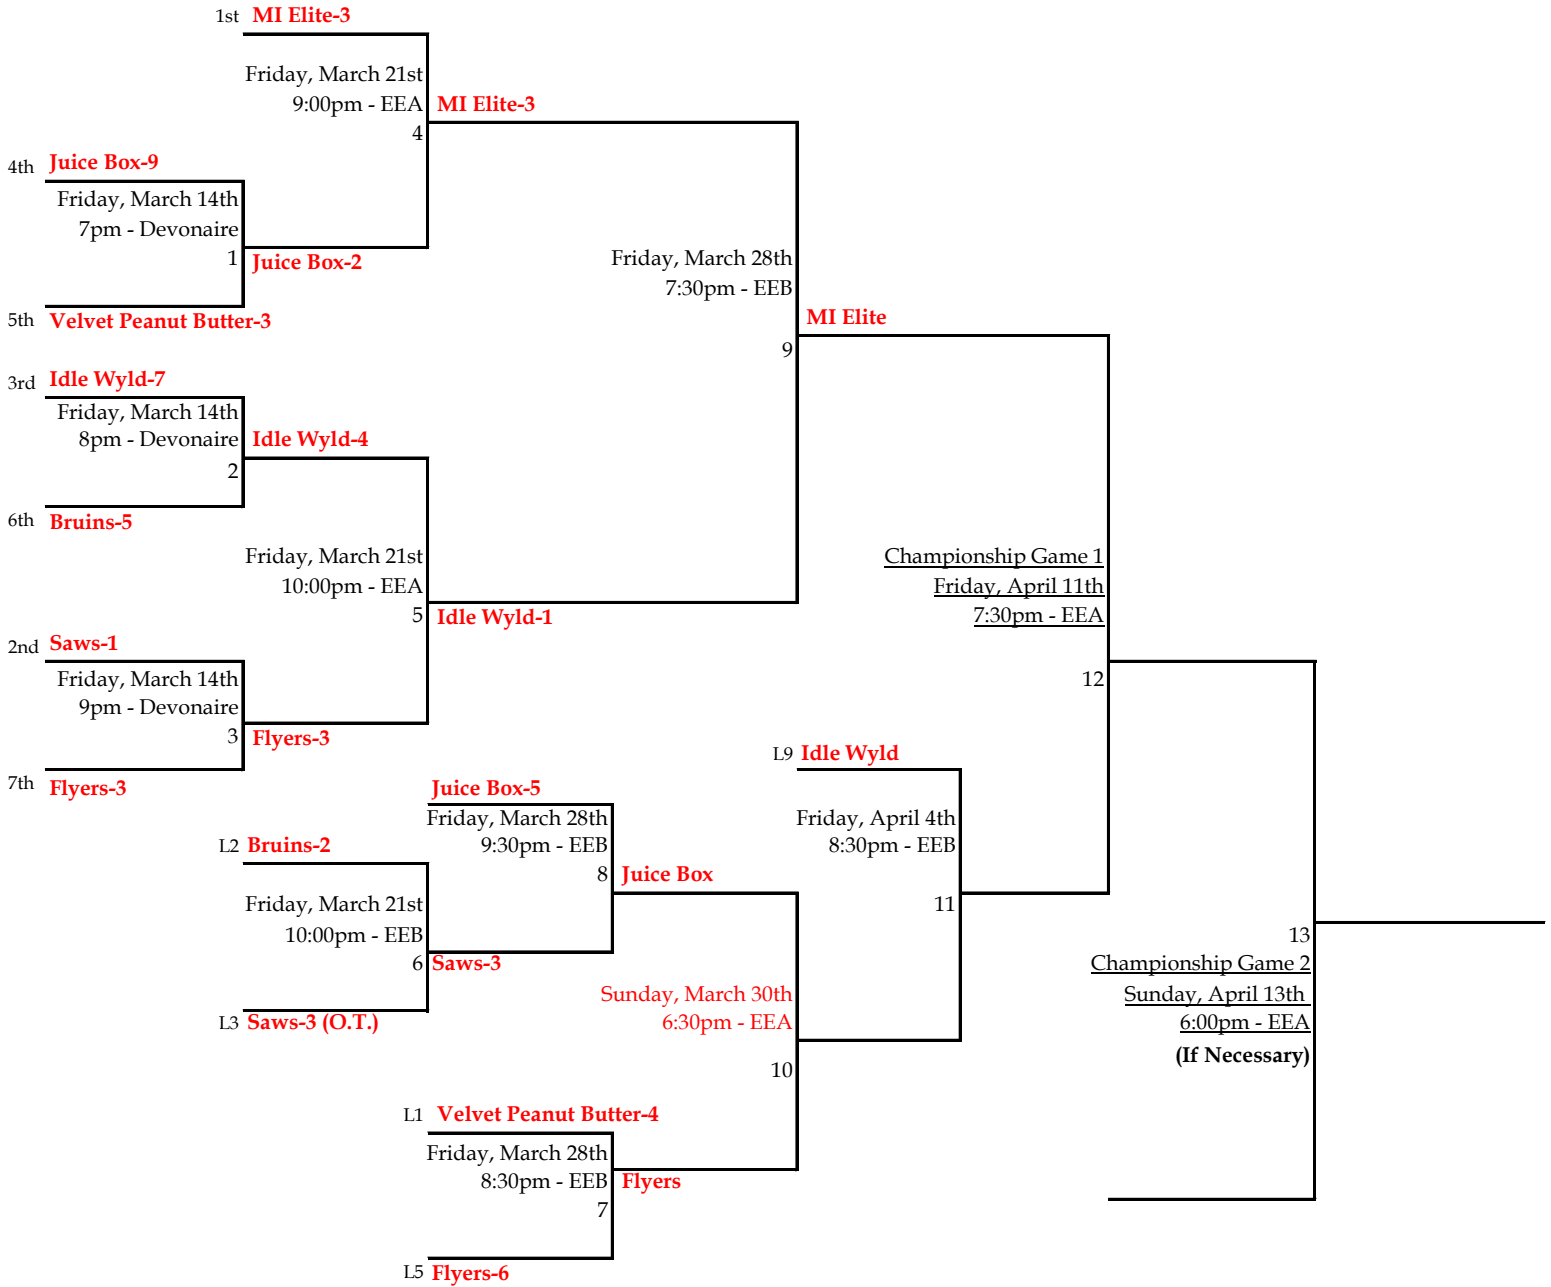 1st MI Elite-3
Friday, March 21st
9:00pm - EEA
4
MI Elite-3
4th Juice Box-9
Friday, March 14th
7pm - Devonaire
1
Juice Box-2
5th Velvet Peanut Butter-3
Friday, March 28th
7:30pm - EEB
9
MI Elite
3rd Idle Wyld-7
Friday, March 14th
8pm - Devonaire
2
Idle Wyld-4
6th Bruins-5
Friday, March 21st
10:00pm - EEA
5
Idle Wyld-1
Championship Game 1
Friday, April 11th
7:30pm - EEA
12
2nd Saws-1
Friday, March 14th
9pm - Devonaire
3
Flyers-3
7th Flyers-3
L9 Idle Wyld
Friday, April 4th
8:30pm - EEB
11
Juice Box-5
Friday, March 28th
9:30pm - EEB
8
Juice Box
L2 Bruins-2
Friday, March 21st
10:00pm - EEB
6
Saws-3
L3 Saws-3 (O.T.)
Sunday, March 30th
6:30pm - EEA
10
13
Championship Game 2
Sunday, April 13th
6:00pm - EEA
(If Necessary)
L1 Velvet Peanut Butter-4
Friday, March 28th
8:30pm - EEB
7
Flyers
L5 Flyers-6